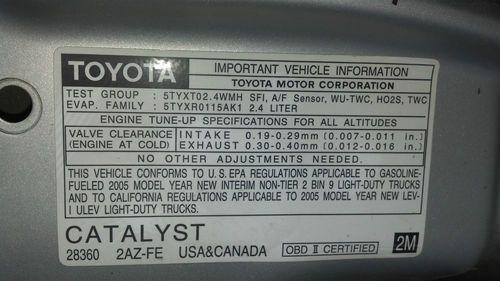 TOYOTA IMPORTANT VEHICLE INFORMATION
TOYOTA MOTOR CORPORATION
TEST GROUP : 5TYXT02.4WMH SFI, A/F Sensor, WU-TWC, HO2S, TWC
EVAP. FAMILY : 5TYXR0115AK1 2.4 LITER
ENGINE TUNE-UP SPECIFICATIONS FOR ALL ALTITUDES
VALVE CLEARANCE INTAKE 0.19-0.29mm (0.007-0.011 in.)
(ENGINE AT COLD) EXHAUST 0.30-0.40mm (0.012-0.016 in.)
NO OTHER ADJUSTMENTS NEEDED.
THIS VEHICLE CONFORMS TO U.S. EPA REGULATIONS APPLICABLE TO GASOLINE-
FUELED 2005 MODEL YEAR NEW INTERIM NON-TIER 2 BIN 9 LIGHT-DUTY TRUCKS
AND TO CALIFORNIA REGULATIONS APPLICABLE TO 2005 MODEL YEAR NEW LEV-
I ULEV LIGHT-DUTY TRUCKS.
CATALYST
28360 2AZ-FE USA&CANADA OBD II CERTIFIED 2M